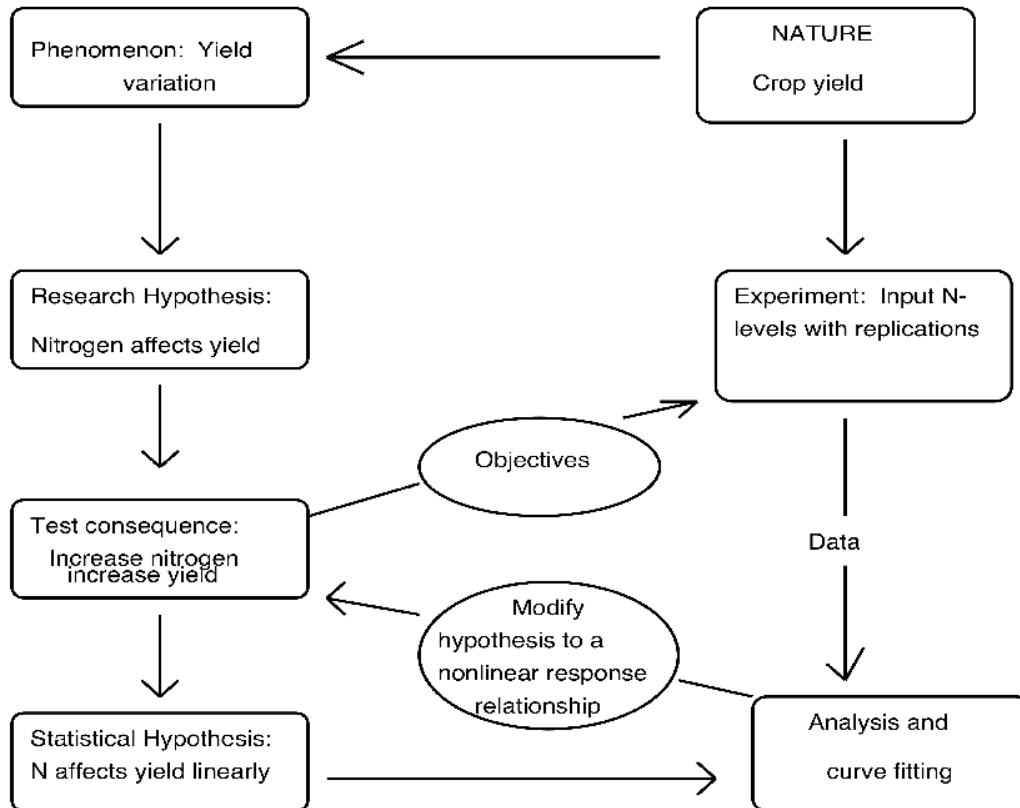 Phenomenon: Yield
variation
NATURE
Crop yield
Research Hypothesis:
Nitrogen affects yield
Experiment: Input N-
levels with replications
Objectives
Test consequence:
Increase nitrogen
increase yield
Data
Modify
hypothesis to a
nonlinear response
relationship
Statistical Hypothesis:
N affects yield linearly
Analysis and
curve fitting